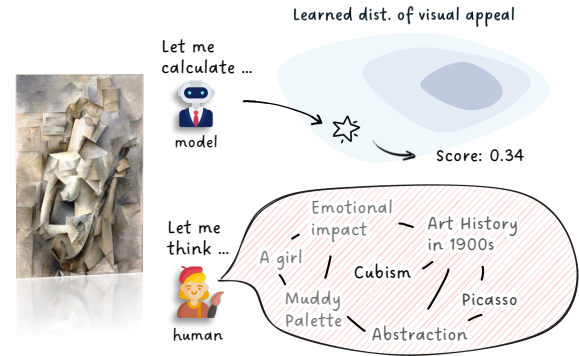 Learned dist. of visual appeal
Let me
calculate ...
model
Score: 0.34
Let me
think ...
human
Emotional
impact
Art History
in 1900s
A girl
Cubism
Muddy
Palette
Picasso
Abstraction